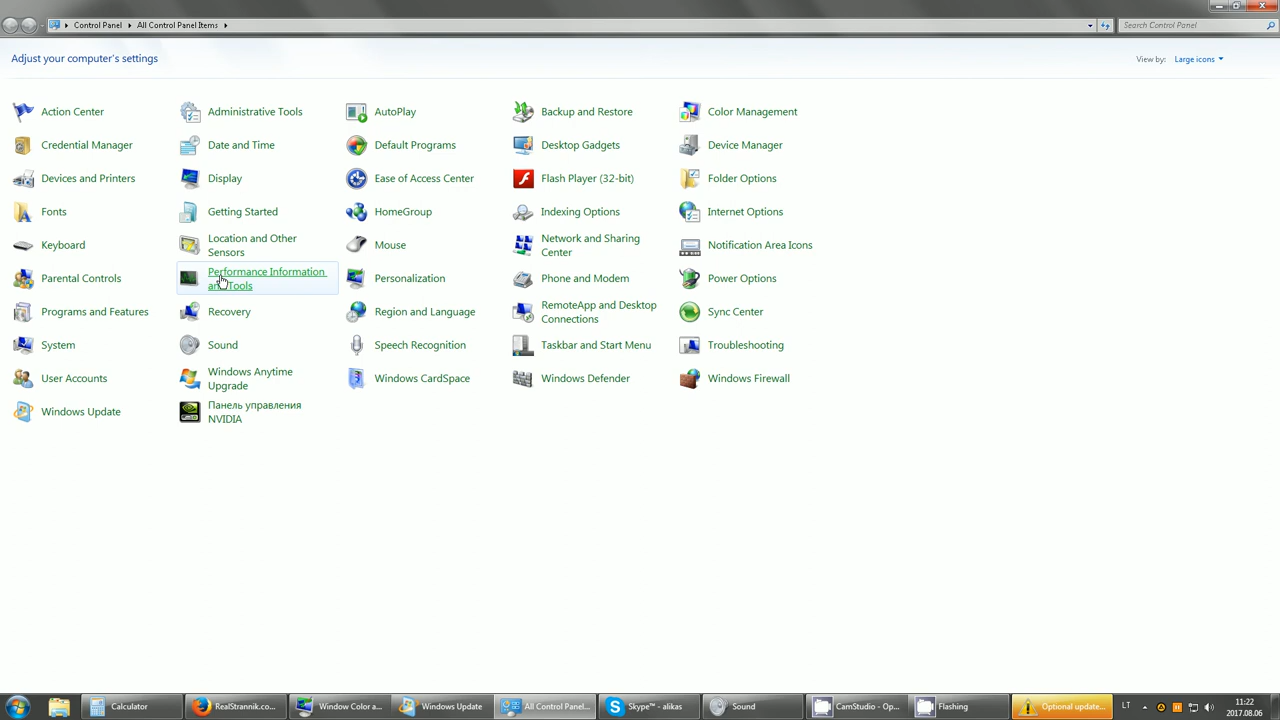 Control Panel All Control Panel Items
Search Control Panel
Adjust your computer's settings
View by: Large icons
Action Center
Administrative Tools
AutoPlay
Backup and Restore
Color Management
Credential Manager
Date and Time
Default Programs
Desktop Gadgets
Device Manager
Devices and Printers
Display
Ease of Access Center
Flash Player (32-bit)
Folder Options
Fonts
Getting Started
HomeGroup
Indexing Options
Internet Options
Keyboard
Location and Other
Sensors
Mouse
Network and Sharing
Center
Notification Area Icons
Parental Controls
Performance Information
and Tools
Personalization
Phone and Modem
Power Options
Programs and Features
Recovery
Region and Language
RemoteApp and Desktop
Connections
Sync Center
System
Sound
Speech Recognition
Taskbar and Start Menu
Troubleshooting
User Accounts
Windows Anytime
Upgrade
Windows CardSpace
Windows Defender
Windows Firewall
Windows Update
Панель управления
NVIDIA
Calculator
RealStrannik.co...
Window Color a...
Windows Update
All Control Panel...
Skype™ - alikas
Sound
CamStudio - Op...
Flashing
Optional update...
LT
11:22
2017.08.06